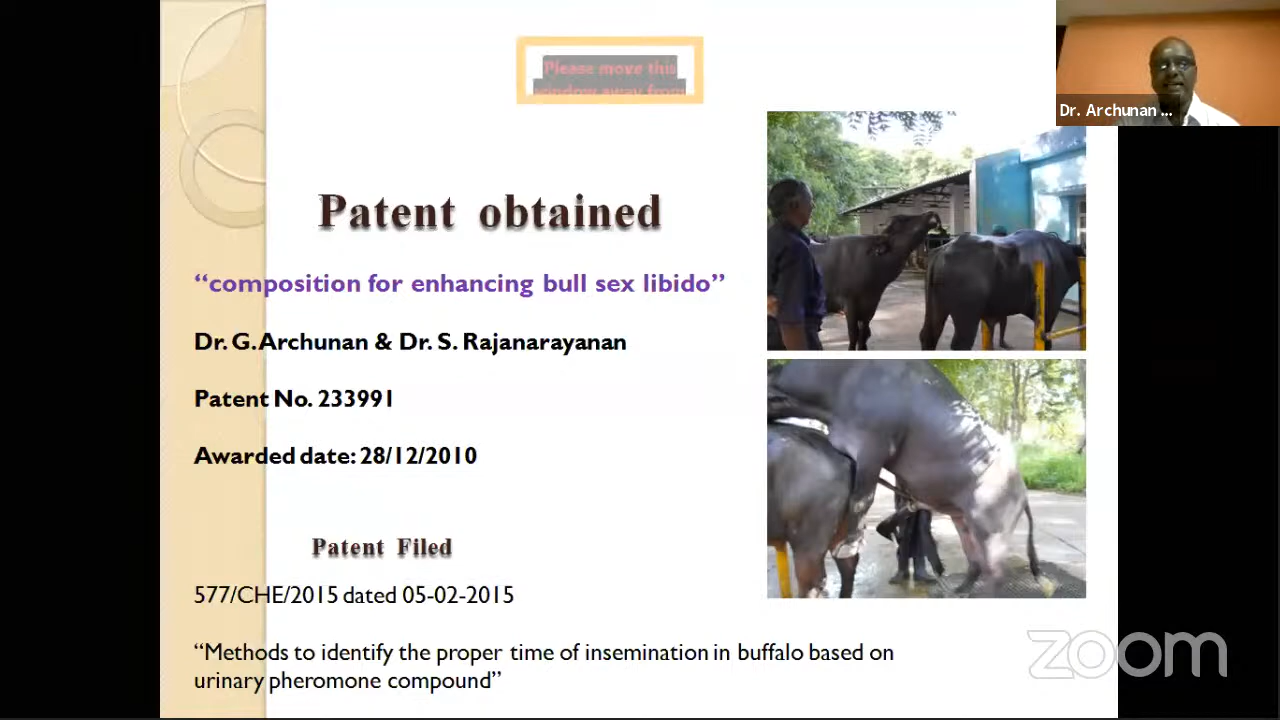 Please move this
window away from
Dr. Archunan ...
Patent obtained
“composition for enhancing bull sex libido”
Dr. G. Archunan & Dr. S. Rajanarayanan
Patent No. 233991
Awarded date: 28/12/2010
Patent Filed
577/CHE/2015 dated 05-02-2015
“Methods to identify the proper time of insemination in buffalo based on
urinary pheromone compound”
zoom